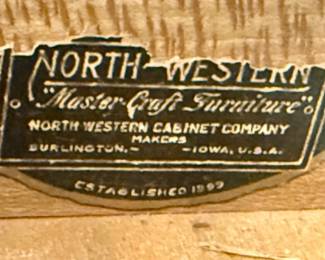 NORTH-WESTERN
"Master-Craft Furniture"
NORTH-WESTERN CABINET COMPANY
MAKERS
BURLINGTON,- -IOWA, U.S.A.
ESTABLISHED 1893